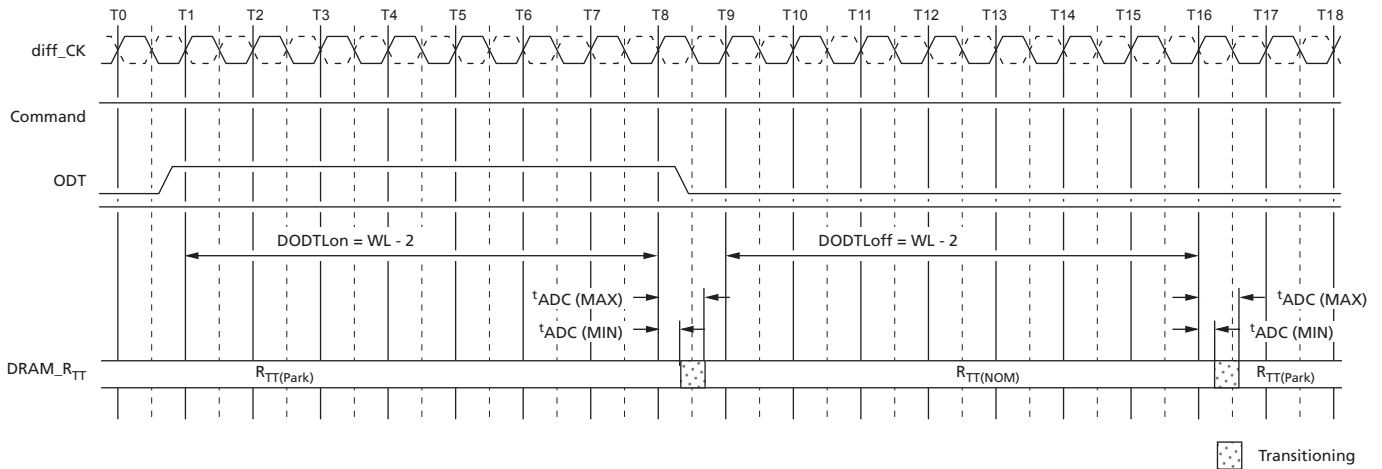 T0 T1 T2 T3 T4 T5 T6 T7 T8 T9 T10 T11 T12 T13 T14 T15 T16 T17 T18
diff_CK
Command
ODT
DODTLon = WL - 2
DODTLoff = WL - 2
tADC (MAX)
tADC (MAX)
tADC (MIN)
tADC (MIN)
DRAM_RTT
RTT(Park)
RTT(NOM)
RTT(Park)
Transitioning